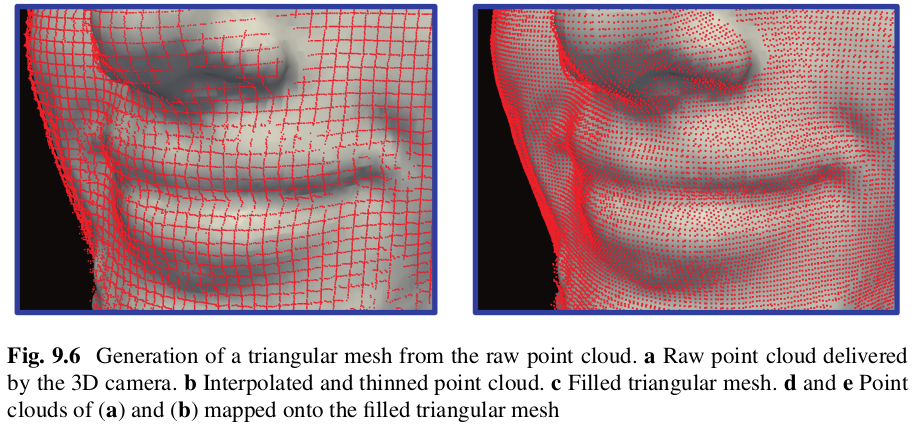 Fig. 9.6 Generation of a triangular mesh from the raw point cloud. a Raw point cloud delivered
by the 3D camera. b Interpolated and thinned point cloud. c Filled triangular mesh. d and e Point
clouds of (a) and (b) mapped onto the filled triangular mesh